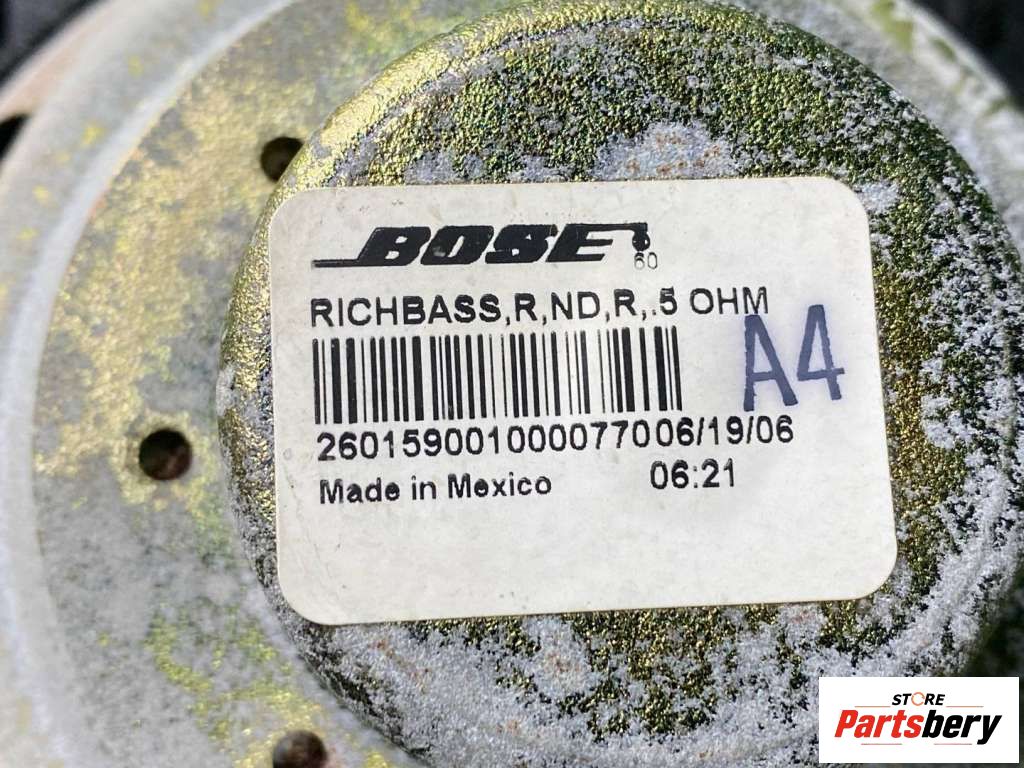 BOSE
60
RICHBASS,R,ND,R,.5 OHM
A4
260159001000077006/19/06
Made in Mexico 06:21
STORE
Partsbery